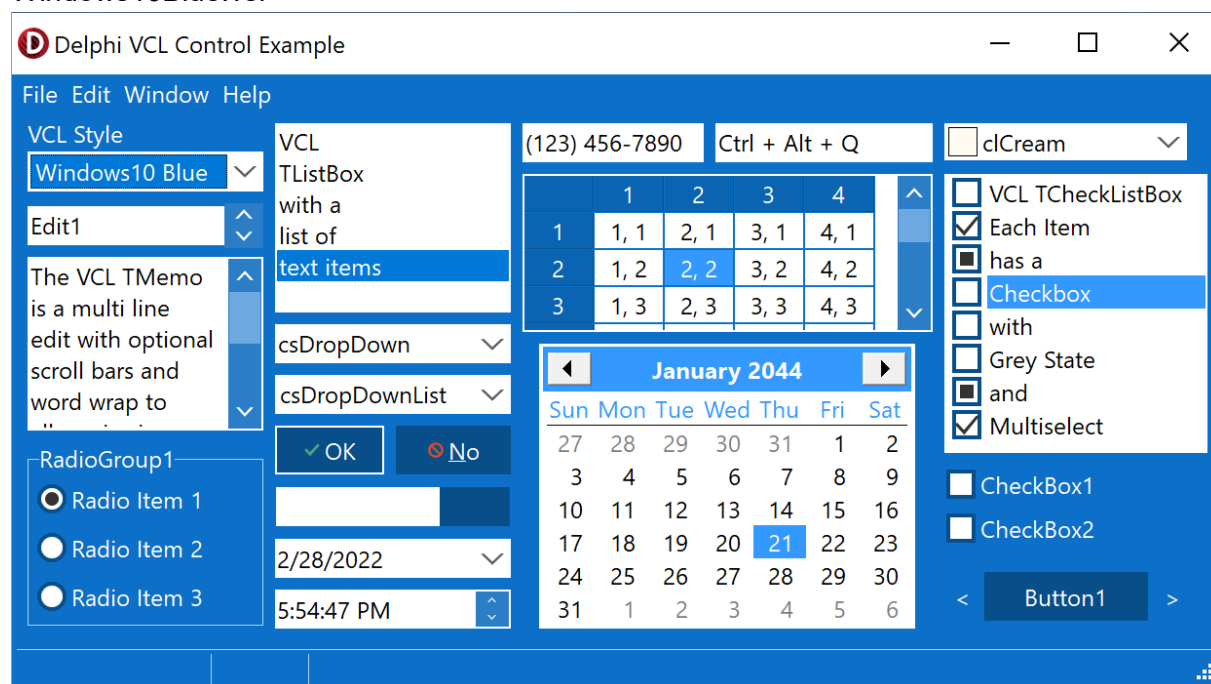 Delphi VCL Control Example
File Edit Window Help
VCL Style
Windows10 Blue
Edit1
The VCL TMemo
is a multi line
edit with optional
scroll bars and
word wrap to
RadioGroup1
Radio Item 1
Radio Item 2
Radio Item 3
VCL
TListBox
with a
list of
text items
csDropDown
csDropDownList
OK
No
2/28/2022
5:54:47 PM
(123) 456-7890
Ctrl + Alt + Q
1 2 3 4
1 1, 1 2, 1 3, 1 4, 1
2 1, 2 2, 2 3, 2 4, 2
3 1, 3 2, 3 3, 3 4, 3
January 2044
Sun Mon Tue Wed Thu Fri Sat
27 28 29 30 31 1 2
3 4 5 6 7 8 9
10 11 12 13 14 15 16
17 18 19 20 21 22 23
24 25 26 27 28 29 30
31 1 2 3 4 5 6
clCream
VCL TCheckListBox
Each Item
has a
Checkbox
with
Grey State
and
Multiselect
CheckBox1
CheckBox2
< Button1 >